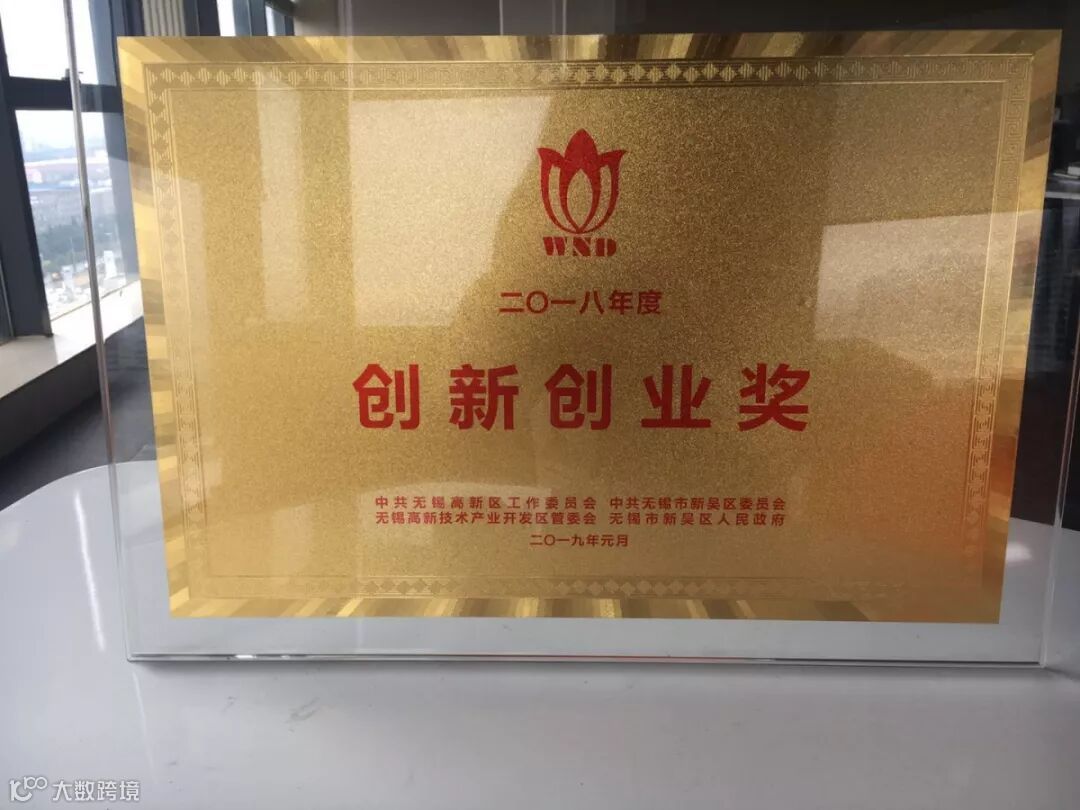 WND
二〇一八年度
创新创业奖
中共无锡高新区工作委员会 中共无锡市新吴区委员会
无锡高新技术产业开发区管委会 无锡市新吴区人民政府
二〇一九年元月
大数跨境